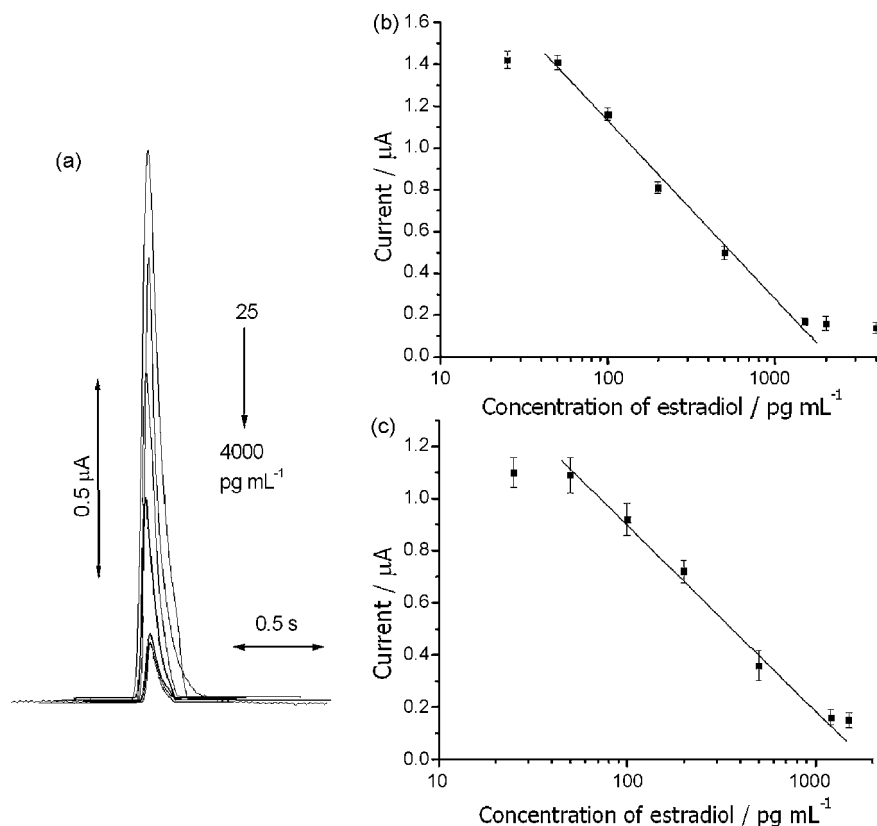 (a)
0.5 μA
25
4000
pg mL⁻¹
0.5 s
(b)
1.6
1.4
1.2
1.0
0.8
0.6
0.4
0.2
0.0
Current / μA
10
100
1000
Concentration of estradiol / pg mL⁻¹
(c)
1.2
1.0
0.8
0.6
0.4
0.2
0.0
Current / μA
10
100
1000
Concentration of estradiol / pg mL⁻¹